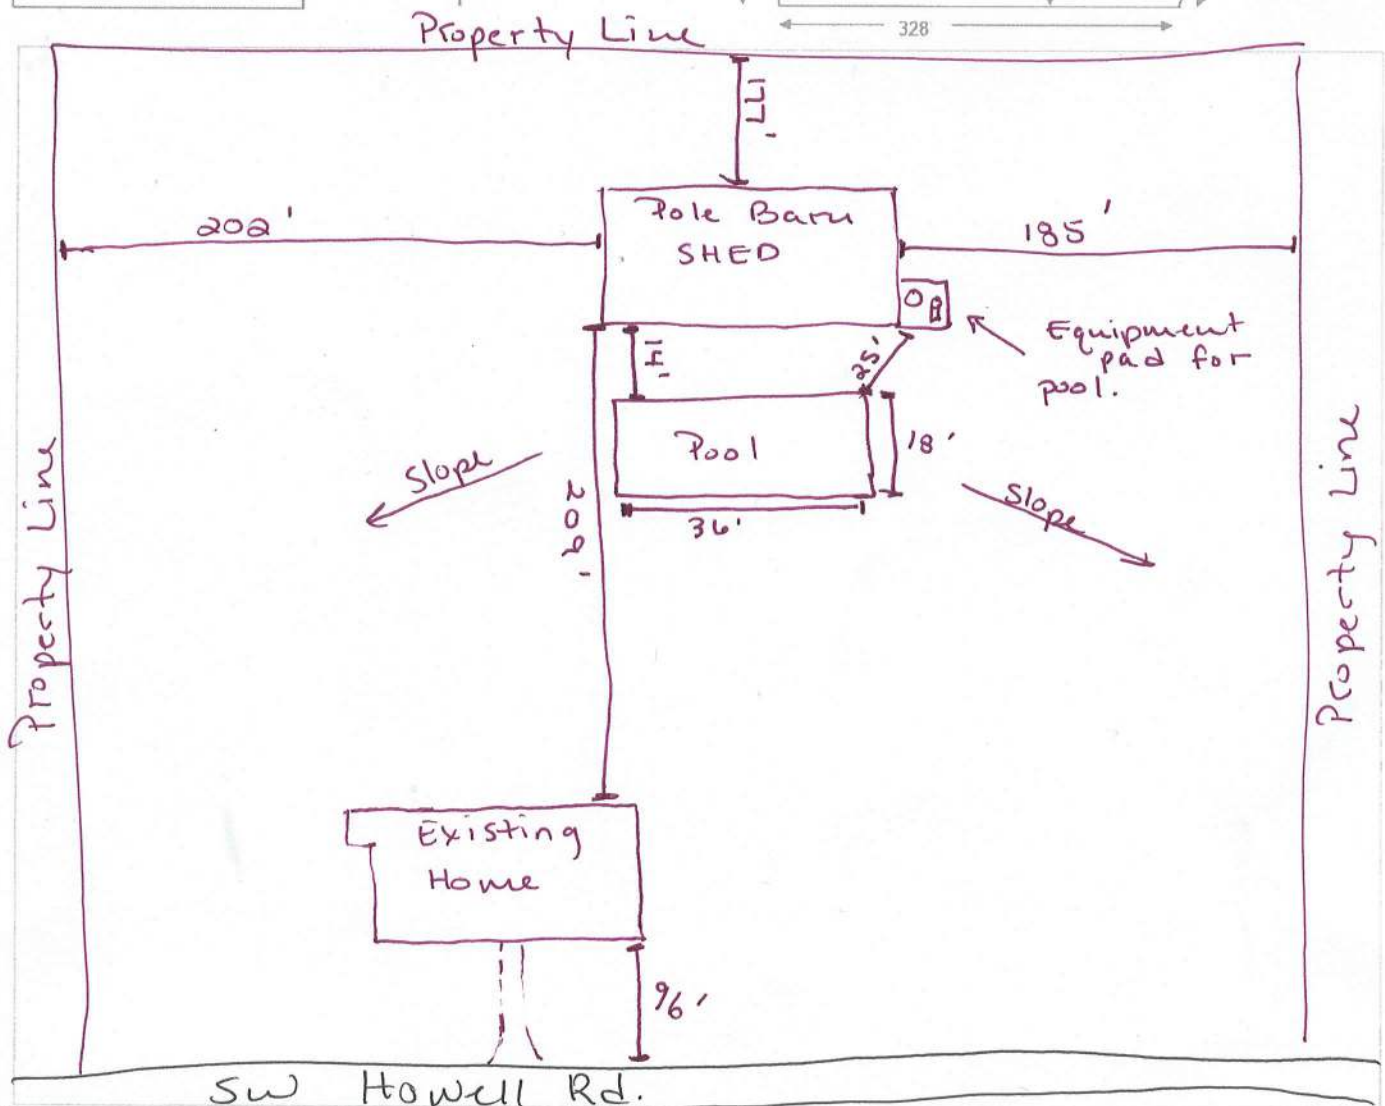 328
Property Line
177'
Pole Barn
SHED
202'
185'
Equipment
pad for
pool.
14'
25'
Pool
18'
36'
Slope
Slope
209'
Property Line
Property Line
Existing
Home
96'
SW Howell Rd.